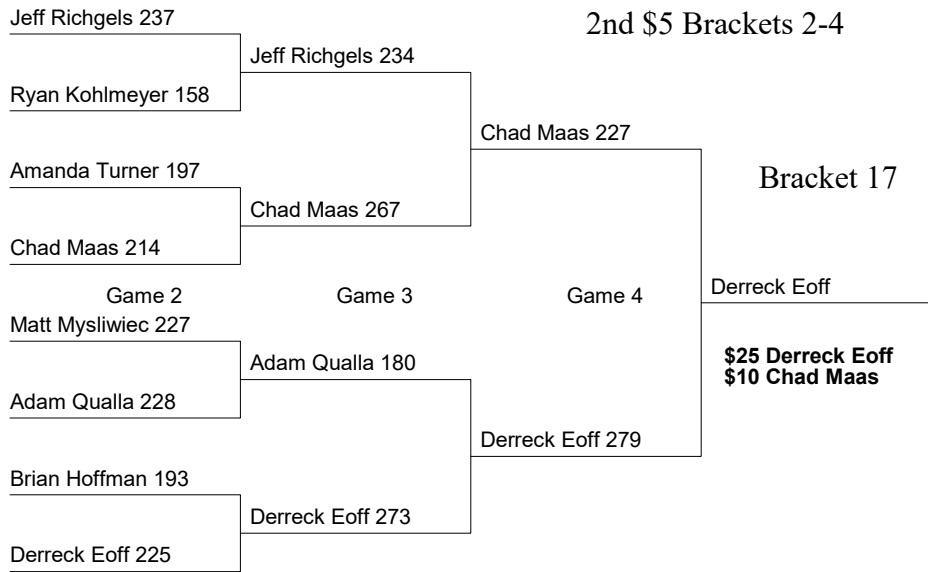 Jeff Richgels 237
2nd $5 Brackets 2-4
Jeff Richgels 234
Ryan Kohlmeyer 158
Chad Maas 227
Amanda Turner 197
Bracket 17
Chad Maas 267
Chad Maas 214
Game 2
Game 3
Game 4
Derreck Eoff
Matt Mysliwiec 227
Adam Qualla 180
$25 Derreck Eoff
$10 Chad Maas
Adam Qualla 228
Derreck Eoff 279
Brian Hoffman 193
Derreck Eoff 273
Derreck Eoff 225